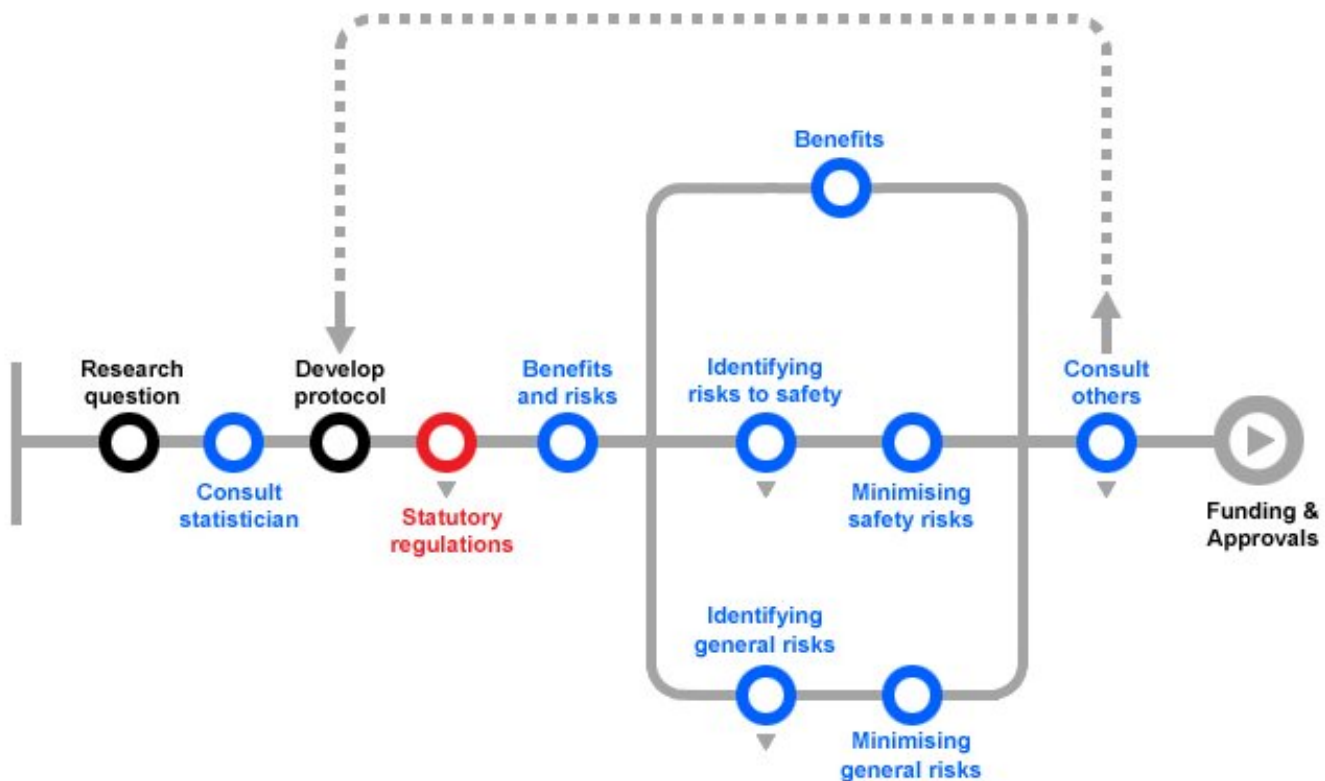 Benefits
Research
question
Develop
protocol
Benefits
and risks
Identifying
risks to safety
Consult
others
Consult
statistician
Statutory
regulations
Minimising
safety risks
Funding &
Approvals
Identifying
general risks
Minimising
general risks